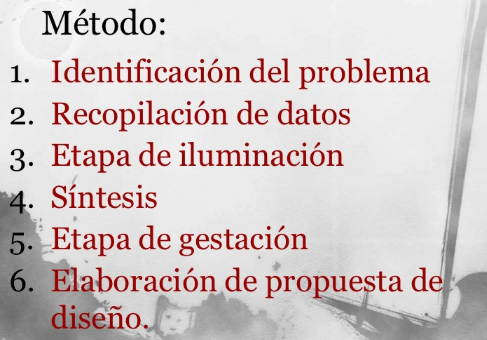 Método:
1. Identificación del problema
2. Recopilación de datos
3. Etapa de iluminación
4. Síntesis
5. Etapa de gestación
6. Elaboración de propuesta de
diseño.